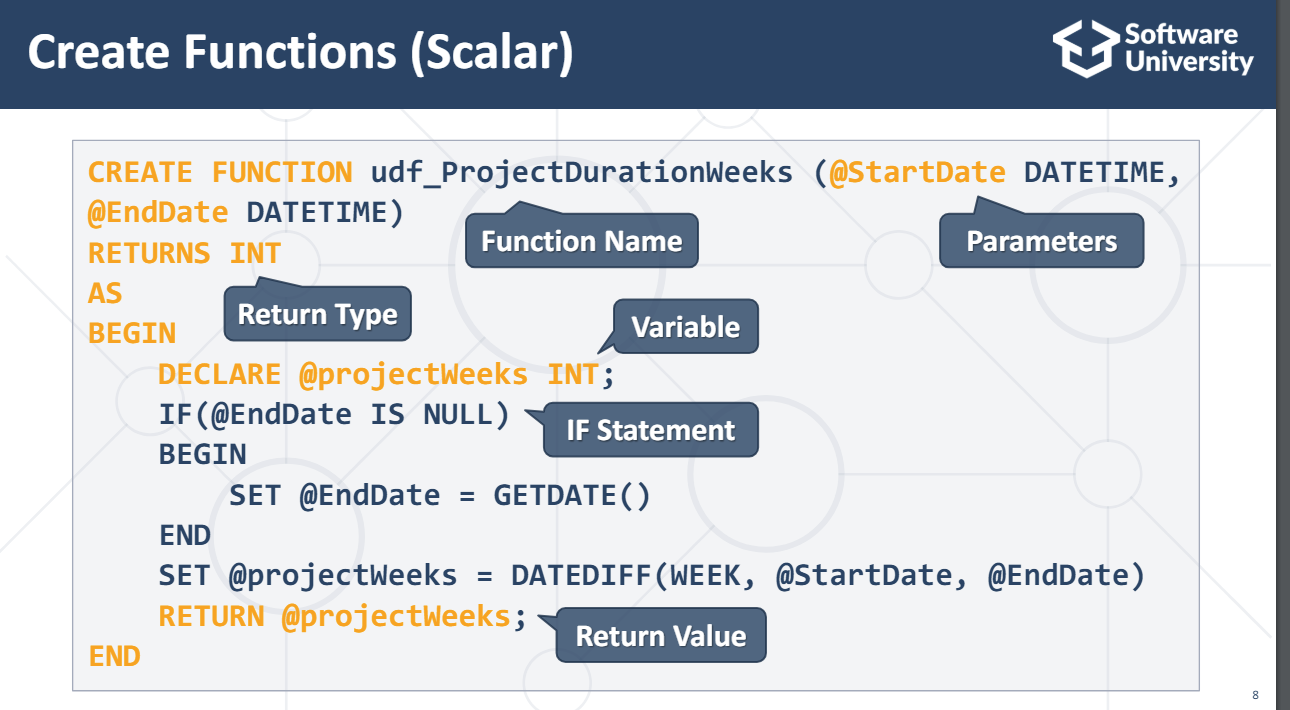 Create Functions (Scalar)
Software
University
CREATE FUNCTION udf_ProjectDurationWeeks (@StartDate DATETIME,
@EndDate DATETIME)
Function Name
Parameters
RETURNS INT
AS
Return Type
BEGIN
Variable
DECLARE @projectWeeks INT;
IF(@EndDate IS NULL)
IF Statement
BEGIN
SET @EndDate = GETDATE()
END
SET @projectWeeks = DATEDIFF(WEEK, @StartDate, @EndDate)
RETURN @projectWeeks;
Return Value
END
8